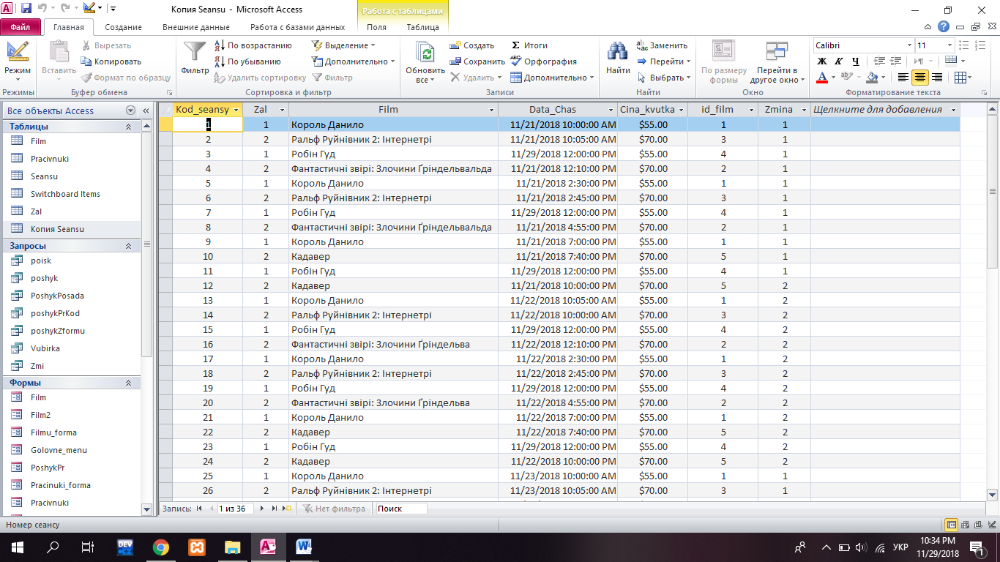 Копия Seansu - Microsoft Access
Работа с таблицами
Файл Главная Создание Внешние данные Работа с базами данных Поля Таблица
Режим
Режимы
Вставить
Вырезать
Копировать
Формат по образцу
Буфер обмена
Фильтр
По возрастанию
По убыванию
Удалить сортировку
Выделение
Дополнительно
Фильтр
Сортировка и фильтр
Обновить все
Создать
Сохранить
Удалить
Итоги
Орфография
Дополнительно
Записи
Найти
Заменить
Перейти
Выбрать
Найти
По размеру формы
Перейти в другое окно
Окно
Calibri 11
Ж К Ч
Форматирование текста
Все объекты Access
Таблицы
Film
Pracivnuki
Seansu
Switchboard Items
Zal
Копия Seansu
Запросы
poisk
poshyk
PoshykPosada
poshykPrKod
poshykZformu
Vubirka
Zmi
Формы
Film
Film2
Filmu_forma
Golovne_menu
PoshykPr
Pracinuki_forma
Pracivnuki
Kod_seansy Zal Film Data_Chas Cina_kvutka id_film Zmina Щелкните для добавления
1 1 Король Данило 11/21/2018 10:00:00 AM $55.00 1 1
2 2 Ральф Руйнівник 2: Інтернетрі 11/21/2018 10:05:00 AM $70.00 3 1
3 1 Робін Гуд 11/29/2018 12:00:00 PM $55.00 4 1
4 2 Фантастичні звірі: Злочини Ґріндельвальда 11/21/2018 12:10:00 PM $70.00 2 1
5 1 Король Данило 11/21/2018 2:30:00 PM $55.00 1 1
6 2 Ральф Руйнівник 2: Інтернетрі 11/21/2018 2:45:00 PM $70.00 3 1
7 1 Робін Гуд 11/29/2018 12:00:00 PM $55.00 4 1
8 2 Фантастичні звірі: Злочини Ґріндельвальда 11/21/2018 4:55:00 PM $70.00 2 1
9 1 Король Данило 11/21/2018 7:00:00 PM $55.00 1 1
10 2 Кадавер 11/21/2018 7:40:00 PM $70.00 5 1
11 1 Робін Гуд 11/29/2018 12:00:00 PM $55.00 4 1
12 2 Кадавер 11/21/2018 10:00:00 PM $70.00 5 2
13 1 Король Данило 11/22/2018 10:05:00 AM $55.00 1 2
14 2 Ральф Руйнівник 2: Інтернетрі 11/22/2018 10:00:00 AM $70.00 3 2
15 1 Робін Гуд 11/29/2018 12:00:00 PM $55.00 4 2
16 2 Фантастичні звірі: Злочини Ґріндельва 11/22/2018 12:10:00 PM $70.00 2 2
17 1 Король Данило 11/22/2018 2:30:00 PM $55.00 1 2
18 2 Ральф Руйнівник 2: Інтернетрі 11/22/2018 2:45:00 PM $70.00 3 2
19 1 Робін Гуд 11/29/2018 12:00:00 PM $55.00 4 2
20 2 Фантастичні звірі: Злочини Ґріндельва 11/22/2018 4:55:00 PM $70.00 2 2
21 1 Король Данило 11/22/2018 7:00:00 PM $55.00 1 2
22 2 Кадавер 11/22/2018 7:40:00 PM $70.00 5 2
23 1 Робін Гуд 11/29/2018 12:00:00 PM $55.00 4 2
24 2 Кадавер 11/22/2018 10:00:00 PM $70.00 5 2
25 1 Король Данило 11/23/2018 10:00:00 AM $55.00 1 1
26 2 Ральф Руйнівник 2: Інтернетрі 11/23/2018 10:05:00 AM $70.00 3 1
Запись: 1 из 36 Нет фильтра Поиск
Номер сеансу
DEV
УКР
10:34 PM
11/29/2018
1